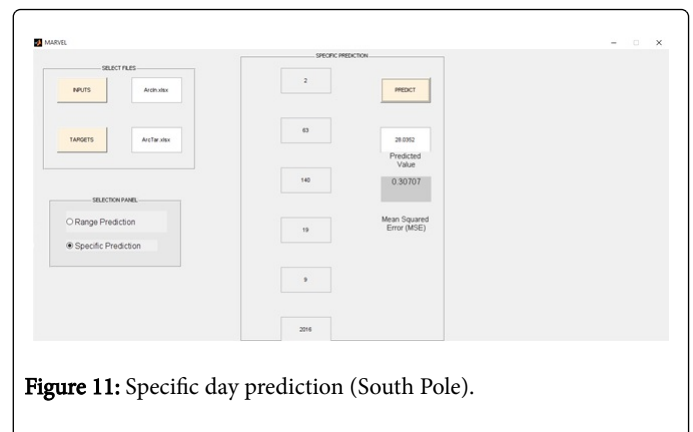 MARVEL
SELECT FILES
INPUTS
ArcIn.xlsx
TARGETS
ArcTar.xlsx
SELECTION PANEL
Range Prediction
Specific Prediction
SPECIFIC PREDICTION
2
63
140
19
9
2016
PREDICT
28.0352
Predicted
Value
0.30707
Mean Squared
Error (MSE)
Figure 11: Specific day prediction (South Pole).